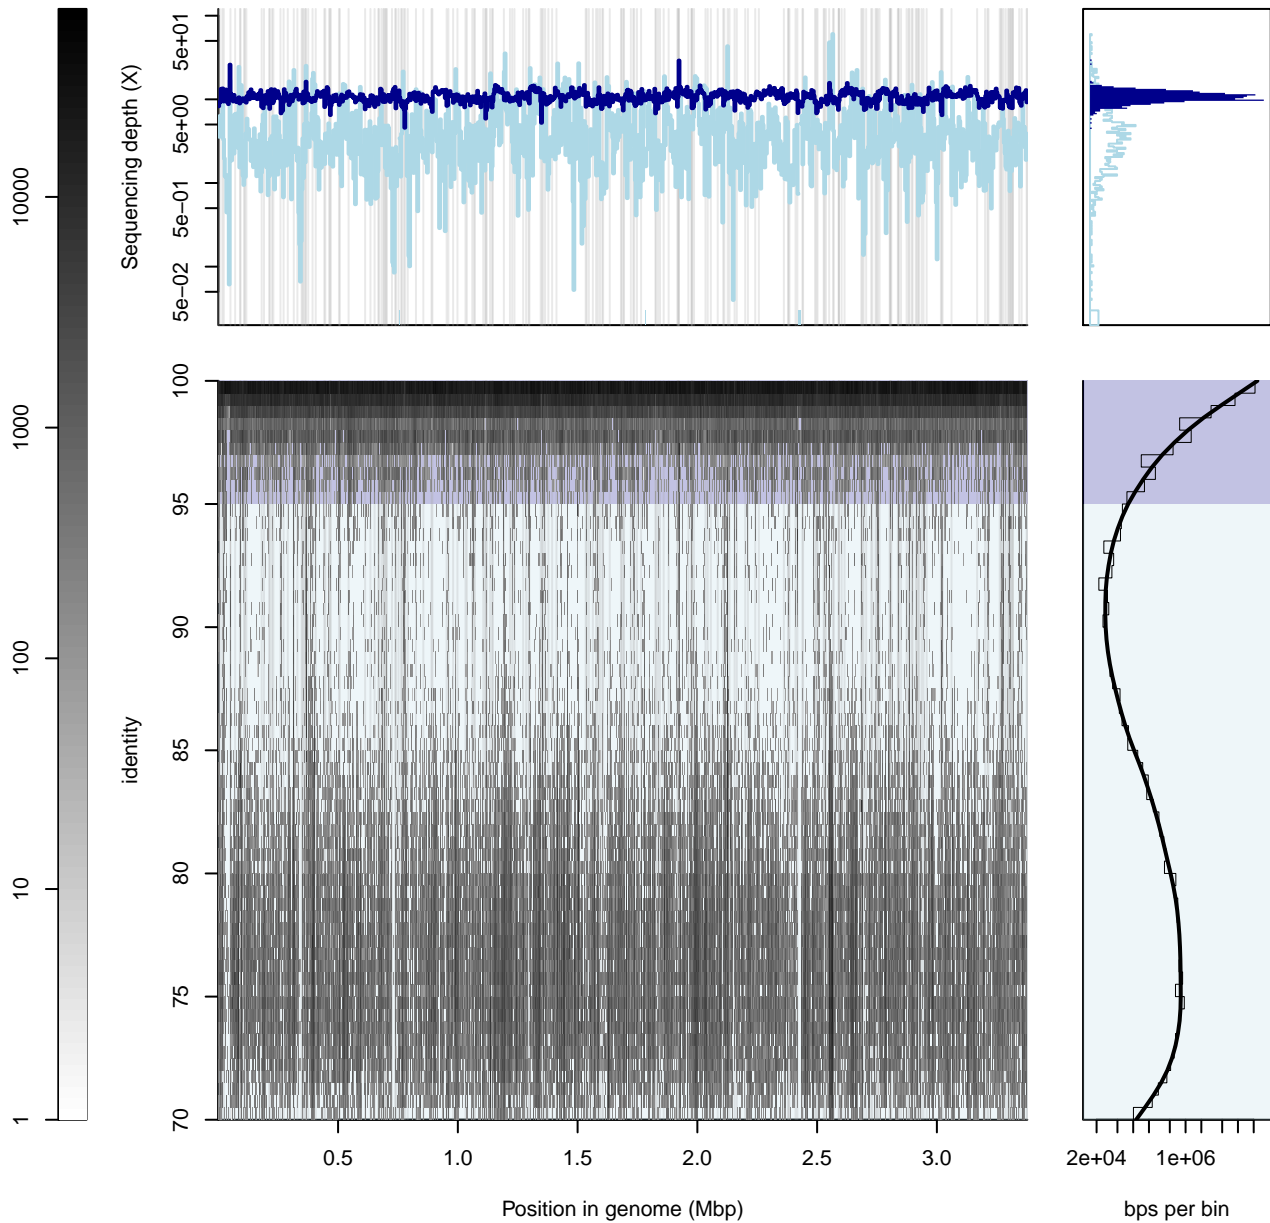 10000
1000
100
10
1
Sequencing depth (X)
5e+01
5e+00
5e-01
5e-02
identity
100
95
90
85
80
75
70
0.5 1.0 1.5 2.0 2.5 3.0
Position in genome (Mbp)
2e+04 1e+06
bps per bin